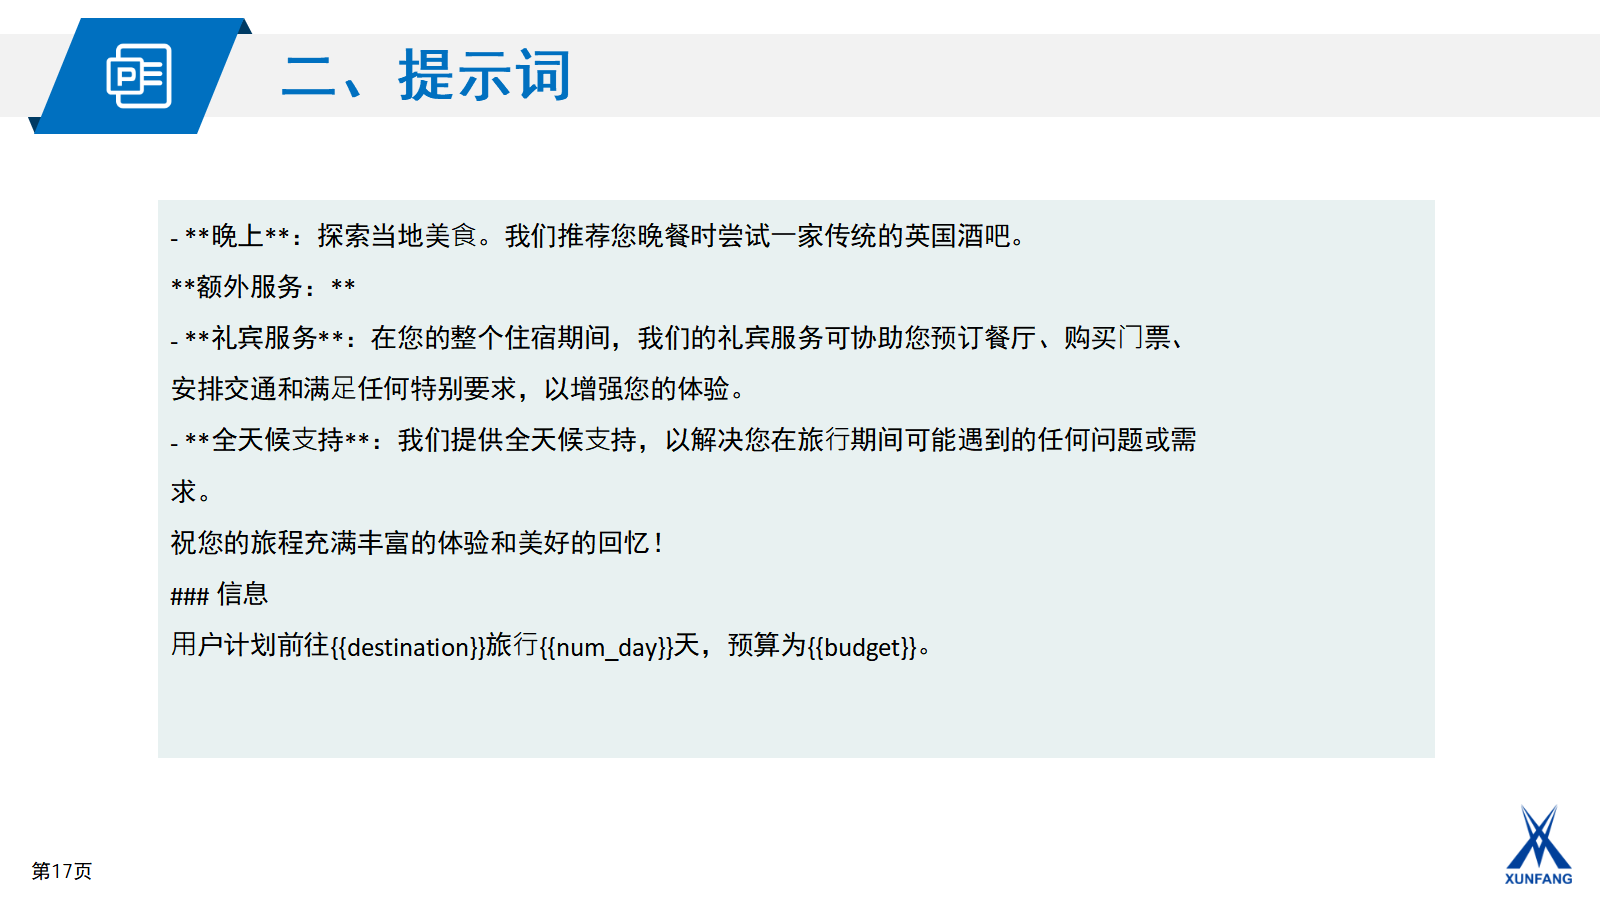 二、提示词
- **晚上**：探索当地美食。我们推荐您晚餐时尝试一家传统的英国酒吧。
**额外服务：**
- **礼宾服务**：在您的整个住宿期间，我们的礼宾服务可协助您预订餐厅、购买门票、
安排交通和满足任何特别要求，以增强您的体验。
- **全天候支持**：我们提供全天候支持，以解决您在旅行期间可能遇到的任何问题或需
求。
祝您的旅程充满丰富的体验和美好的回忆！
### 信息
用户计划前往{{destination}}旅行{{num_day}}天，预算为{{budget}}。
第17页
XUNFANG